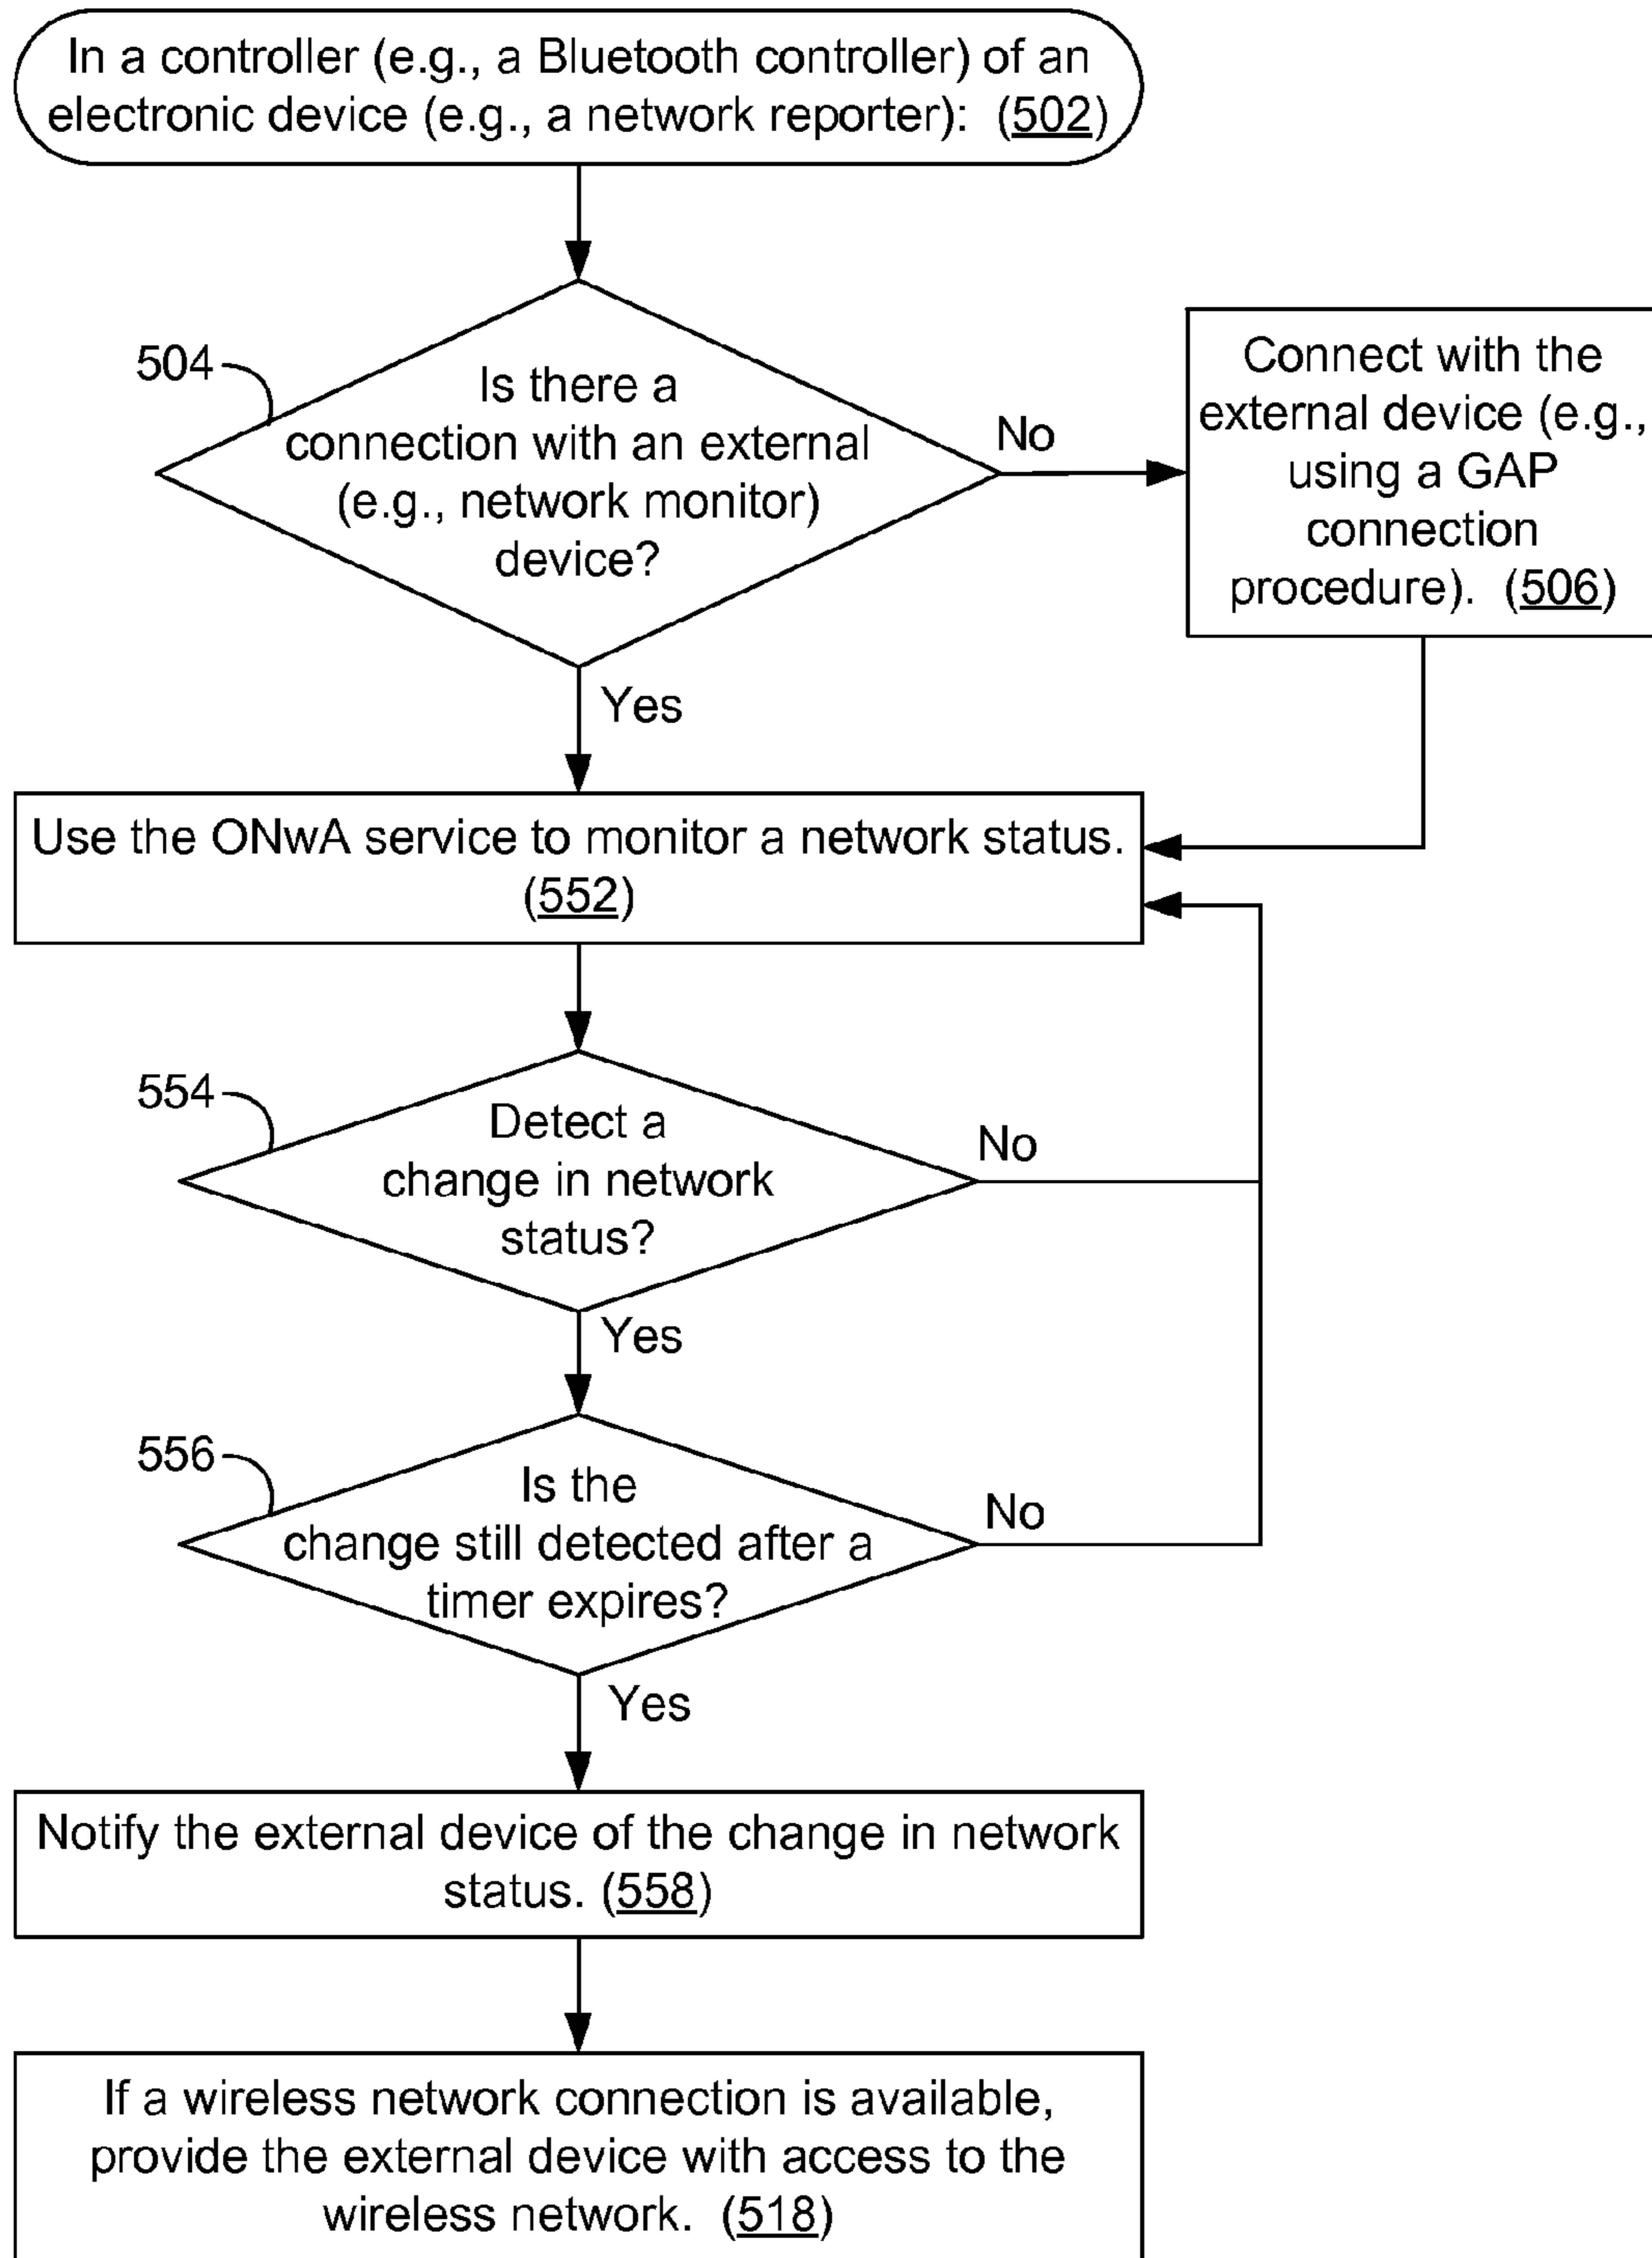 In a controller (e.g., a Bluetooth controller) of an
electronic device (e.g., a network reporter): (502)
504
Is there a
connection with an external
(e.g., network monitor)
device?
No
Connect with the
external device (e.g.,
using a GAP
connection
procedure). (506)
Yes
Use the ONwA service to monitor a network status.
(552)
554
Detect a
change in network
status?
No
Yes
556
Is the
change still detected after a
timer expires?
No
Yes
Notify the external device of the change in network
status. (558)
If a wireless network connection is available,
provide the external device with access to the
wireless network. (518)